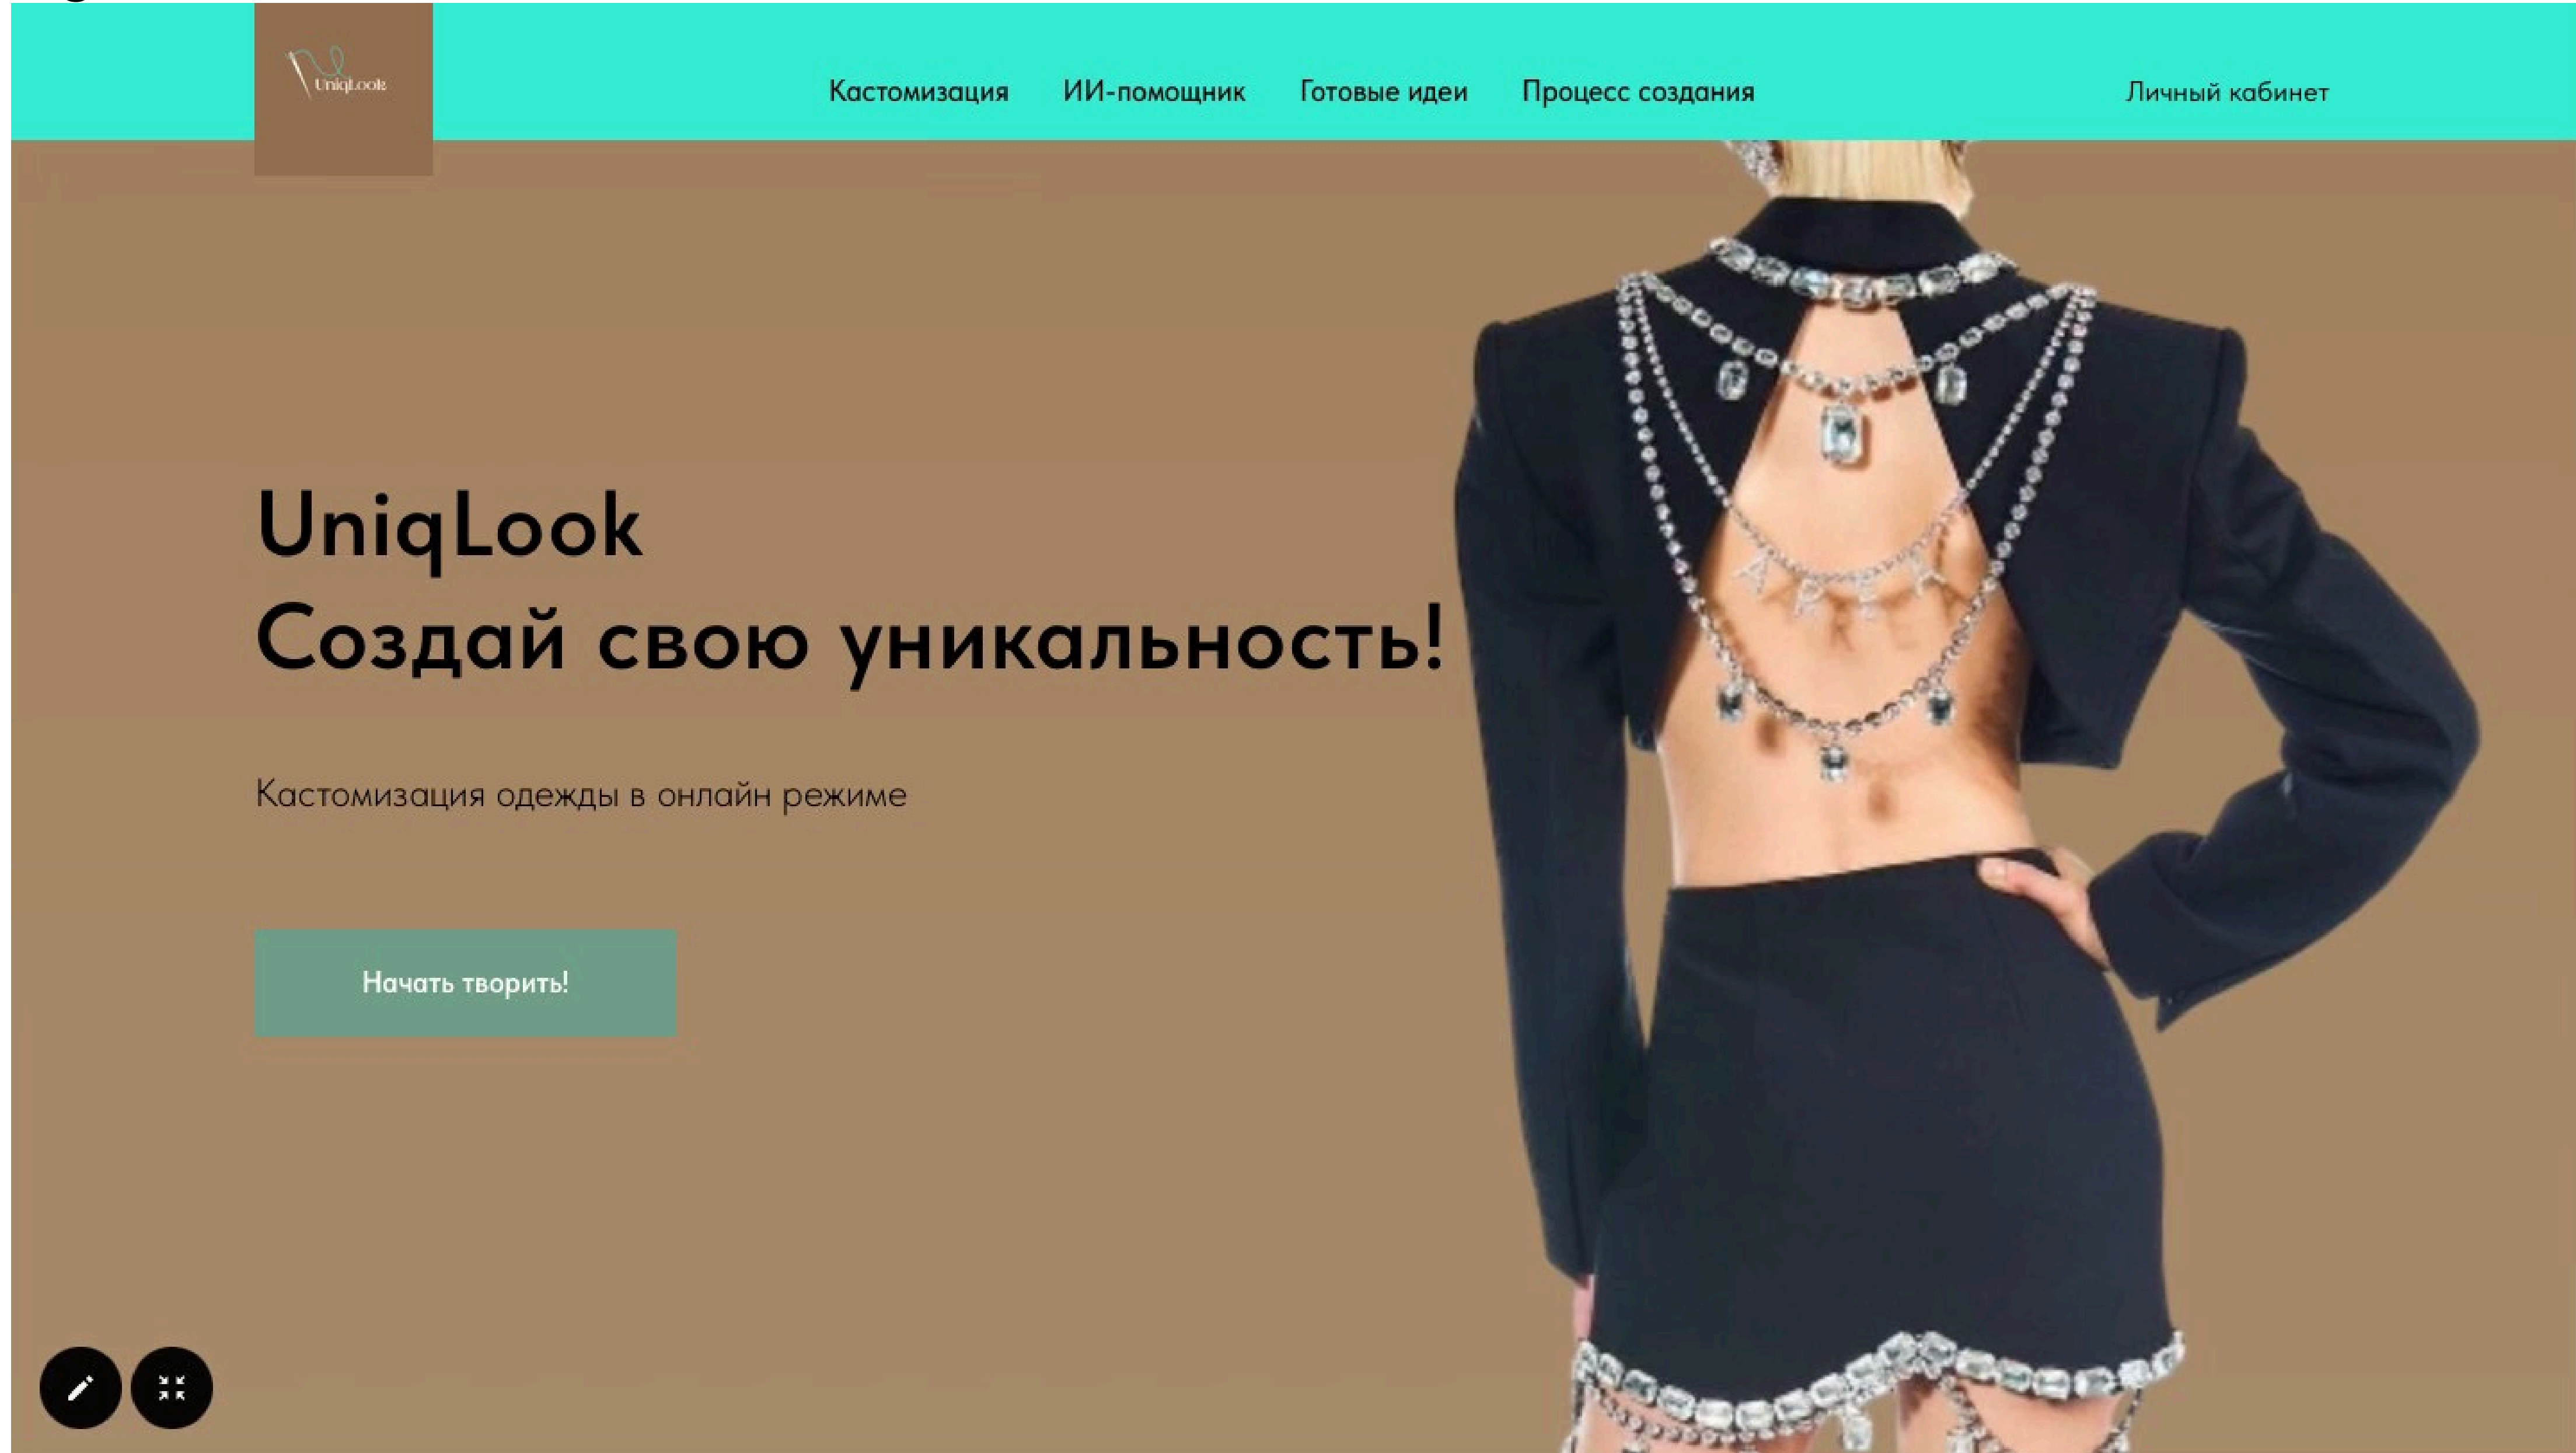 UniqLook
Кастомизация ИИ-помощник Готовые идеи Процесс создания Личный кабинет
UniqLook
Создай свою уникальность!
Кастомизация одежды в онлайн режиме
Начать творить!